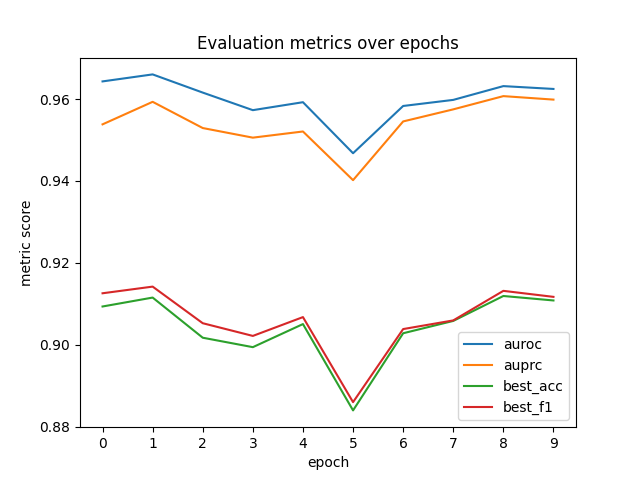 Evaluation metrics over epochs
metric score
0.96
0.94
0.92
0.90
0.88
auroc
auprc
best_acc
best_f1
0 1 2 3 4 5 6 7 8 9
epoch